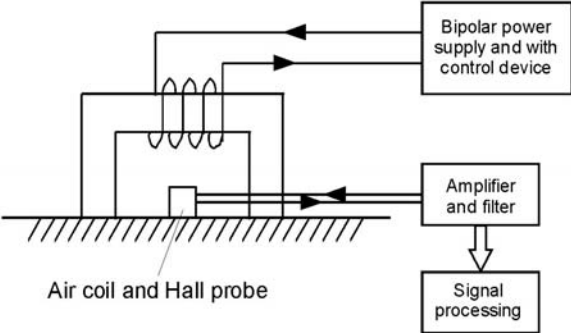 Bipolar power
supply and with
control device
Amplifier
and filter
Air coil and Hall probe
Signal
processing